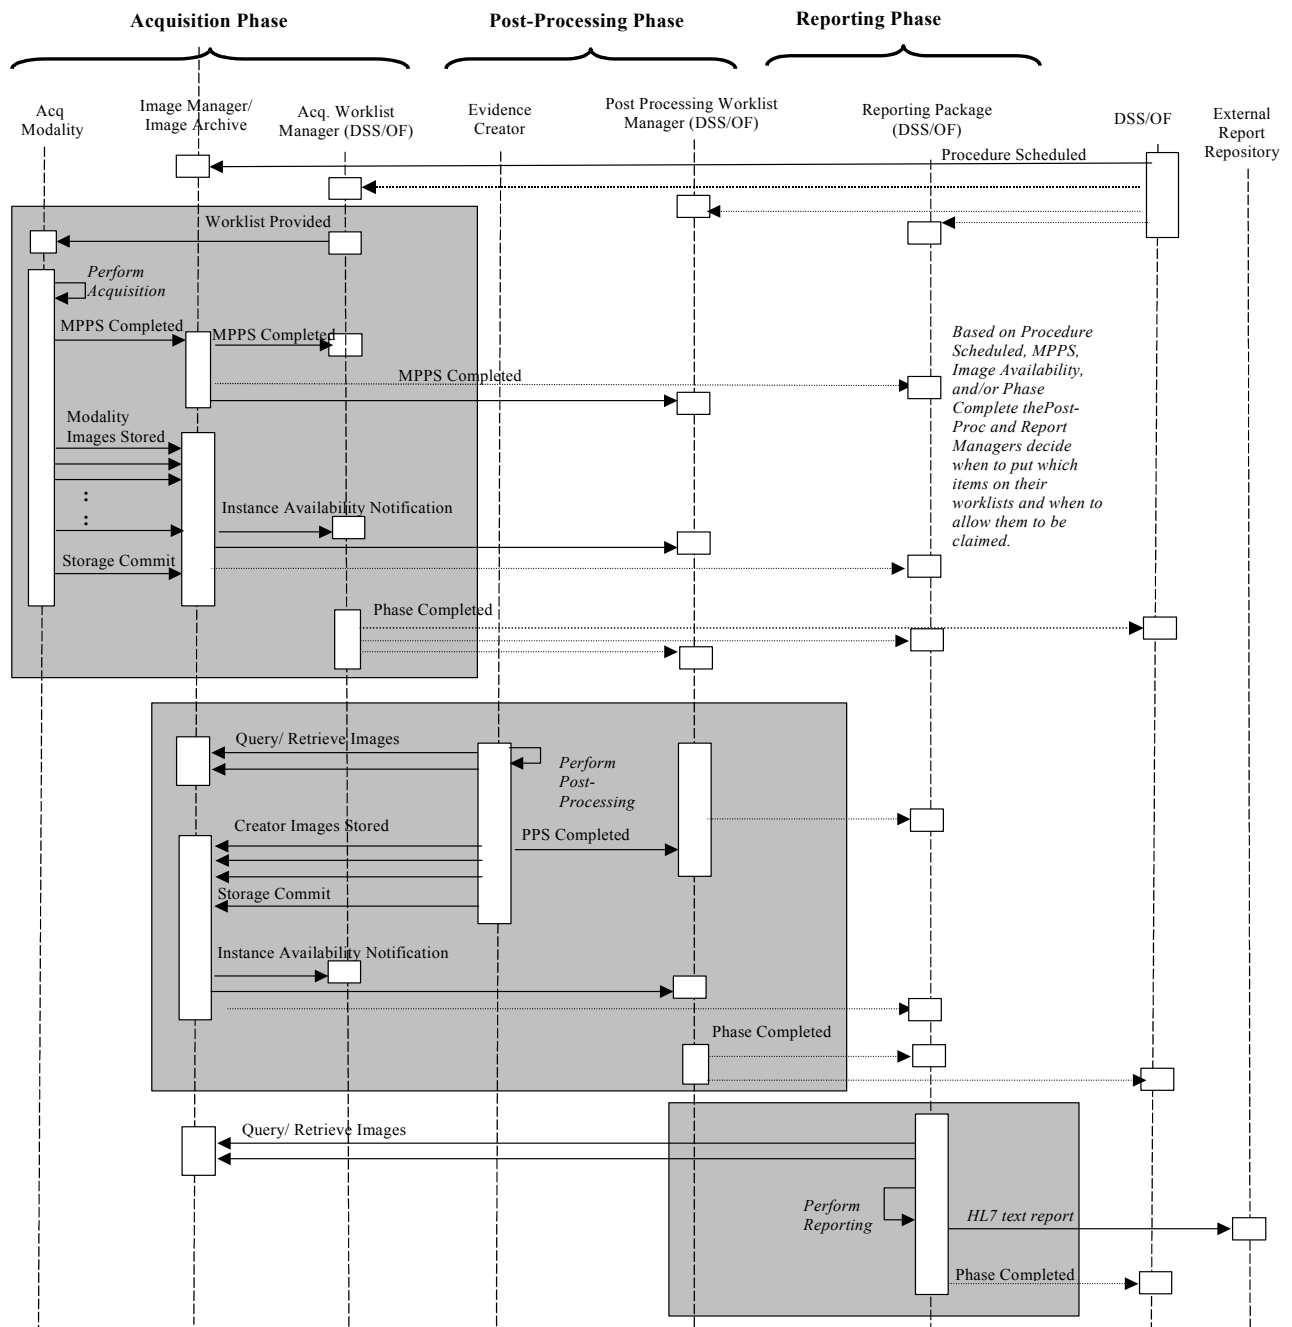 Acquisition Phase
Post-Processing Phase
Reporting Phase
Acq
Modality
Image Manager/
Image Archive
Acq. Worklist
Manager (DSS/OF)
Evidence
Creator
Post Processing Worklist
Manager (DSS/OF)
Reporting Package
(DSS/OF)
DSS/OF
External
Report
Repository
Procedure Scheduled
Worklist Provided
Perform
Acquisition
MPPS Completed
MPPS Completed
MPPS Completed
Based on Procedure
Scheduled, MPPS,
Image Availability,
and/or Phase
Complete thePost-
Proc and Report
Managers decide
when to put which
items on their
worklists and when to
allow them to be
claimed.
Modality
Images Stored
:
:
Instance Availability Notification
Storage Commit
Phase Completed
Query/ Retrieve Images
Perform
Post-
Processing
Creator Images Stored
PPS Completed
Storage Commit
Instance Availability Notification
Phase Completed
Query/ Retrieve Images
Perform
Reporting
HL7 text report
Phase Completed